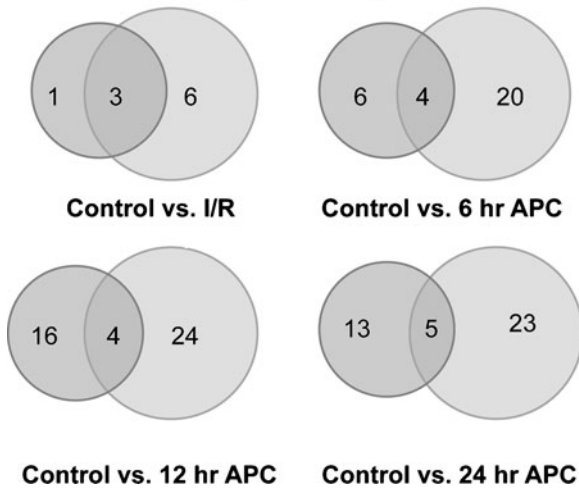 1 3 6 6 4 20
Control vs. I/R Control vs. 6 hr APC
16 4 24 13 5 23
Control vs. 12 hr APC Control vs. 24 hr APC